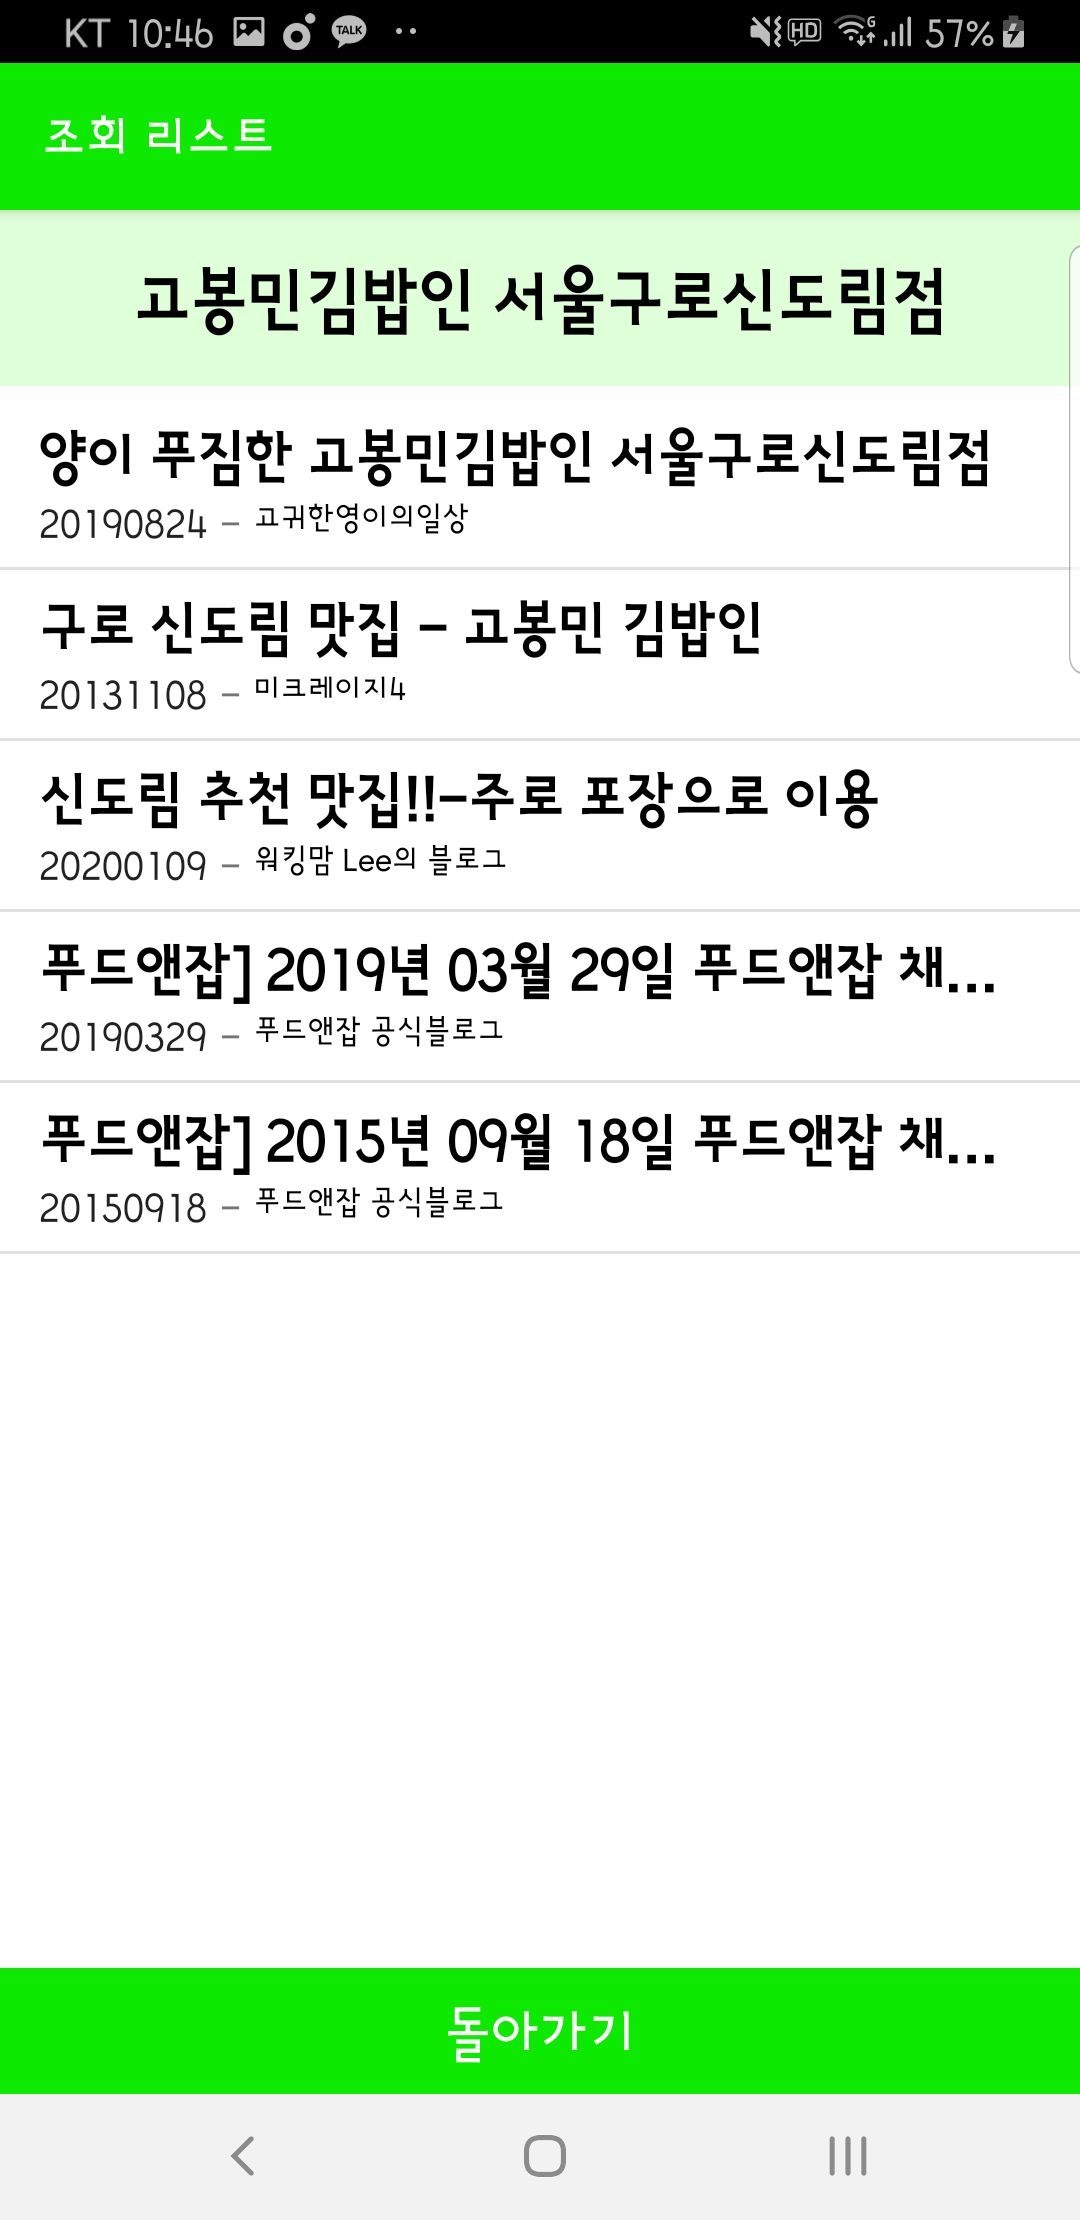 KT 10:46 TALK HD G 57%
조회 리스트
고봉민김밥인 서울구로신도림점
양이 푸짐한 고봉민김밥인 서울구로신도림점
20190824 - 고귀한영이의일상
구로 신도림 맛집 - 고봉민 김밥인
20131108 - 미크레이지4
신도림 추천 맛집!!-주로 포장으로 이용
20200109 - 워킹맘 Lee의 블로그
푸드앤잡] 2019년 03월 29일 푸드앤잡 채...
20190329 - 푸드앤잡 공식블로그
푸드앤잡] 2015년 09월 18일 푸드앤잡 채...
20150918 - 푸드앤잡 공식블로그
돌아가기